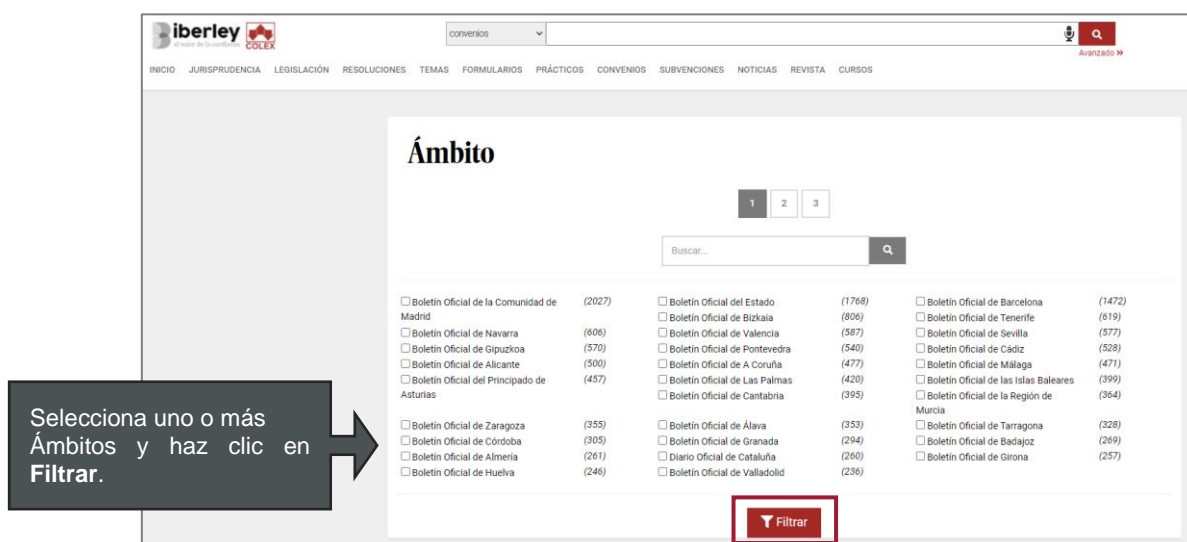 iberley
el valor de la confianza
COLEX
convenios
Avanzado »
INICIO JURISPRUDENCIA LEGISLACIÓN RESOLUCIONES TEMAS FORMULARIOS PRÁCTICOS CONVENIOS SUBVENCIONES NOTICIAS REVISTA CURSOS
Ámbito
1 2 3
Buscar...
Boletín Oficial de la Comunidad de (2027) Boletín Oficial del Estado (1768) Boletín Oficial de Barcelona (1472)
Madrid Boletín Oficial de Bizkaia (806) Boletín Oficial de Tenerife (619)
Boletín Oficial de Navarra (606) Boletín Oficial de Valencia (587) Boletín Oficial de Sevilla (577)
Boletín Oficial de Gipuzkoa (570) Boletín Oficial de Pontevedra (540) Boletín Oficial de Cádiz (528)
Boletín Oficial de Alicante (500) Boletín Oficial de A Coruña (477) Boletín Oficial de Málaga (471)
Boletín Oficial del Principado de (457) Boletín Oficial de Las Palmas (420) Boletín Oficial de las Islas Baleares (399)
Asturias Boletín Oficial de Cantabria (395) Boletín Oficial de la Región de (364)
Murcia
Boletín Oficial de Zaragoza (355) Boletín Oficial de Álava (353) Boletín Oficial de Tarragona (328)
Boletín Oficial de Córdoba (305) Boletín Oficial de Granada (294) Boletín Oficial de Badajoz (269)
Boletín Oficial de Almería (261) Diario Oficial de Cataluña (260) Boletín Oficial de Girona (257)
Boletín Oficial de Huelva (246) Boletín Oficial de Valladolid (236)
Filtrar
Selecciona uno o más
Ámbitos y haz clic en
Filtrar.